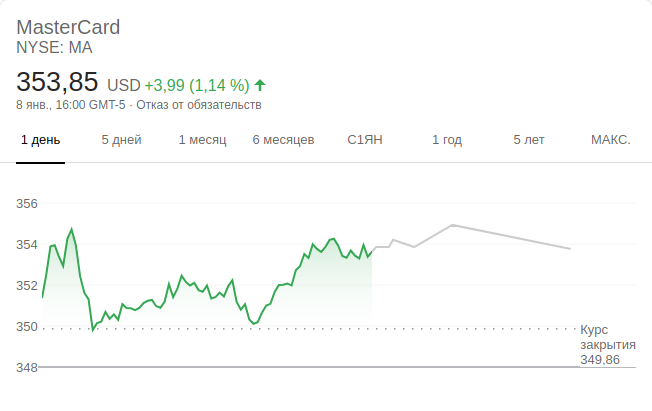 MasterCard
NYSE: MA
353,85 USD +3,99 (1,14 %)
8 янв., 16:00 GMT-5 · Отказ от обязательств
1 день 5 дней 1 месяц 6 месяцев С1ЯН 1 год 5 лет МАКС.
356
354
352
350
Курс
закрытия
349,86
348